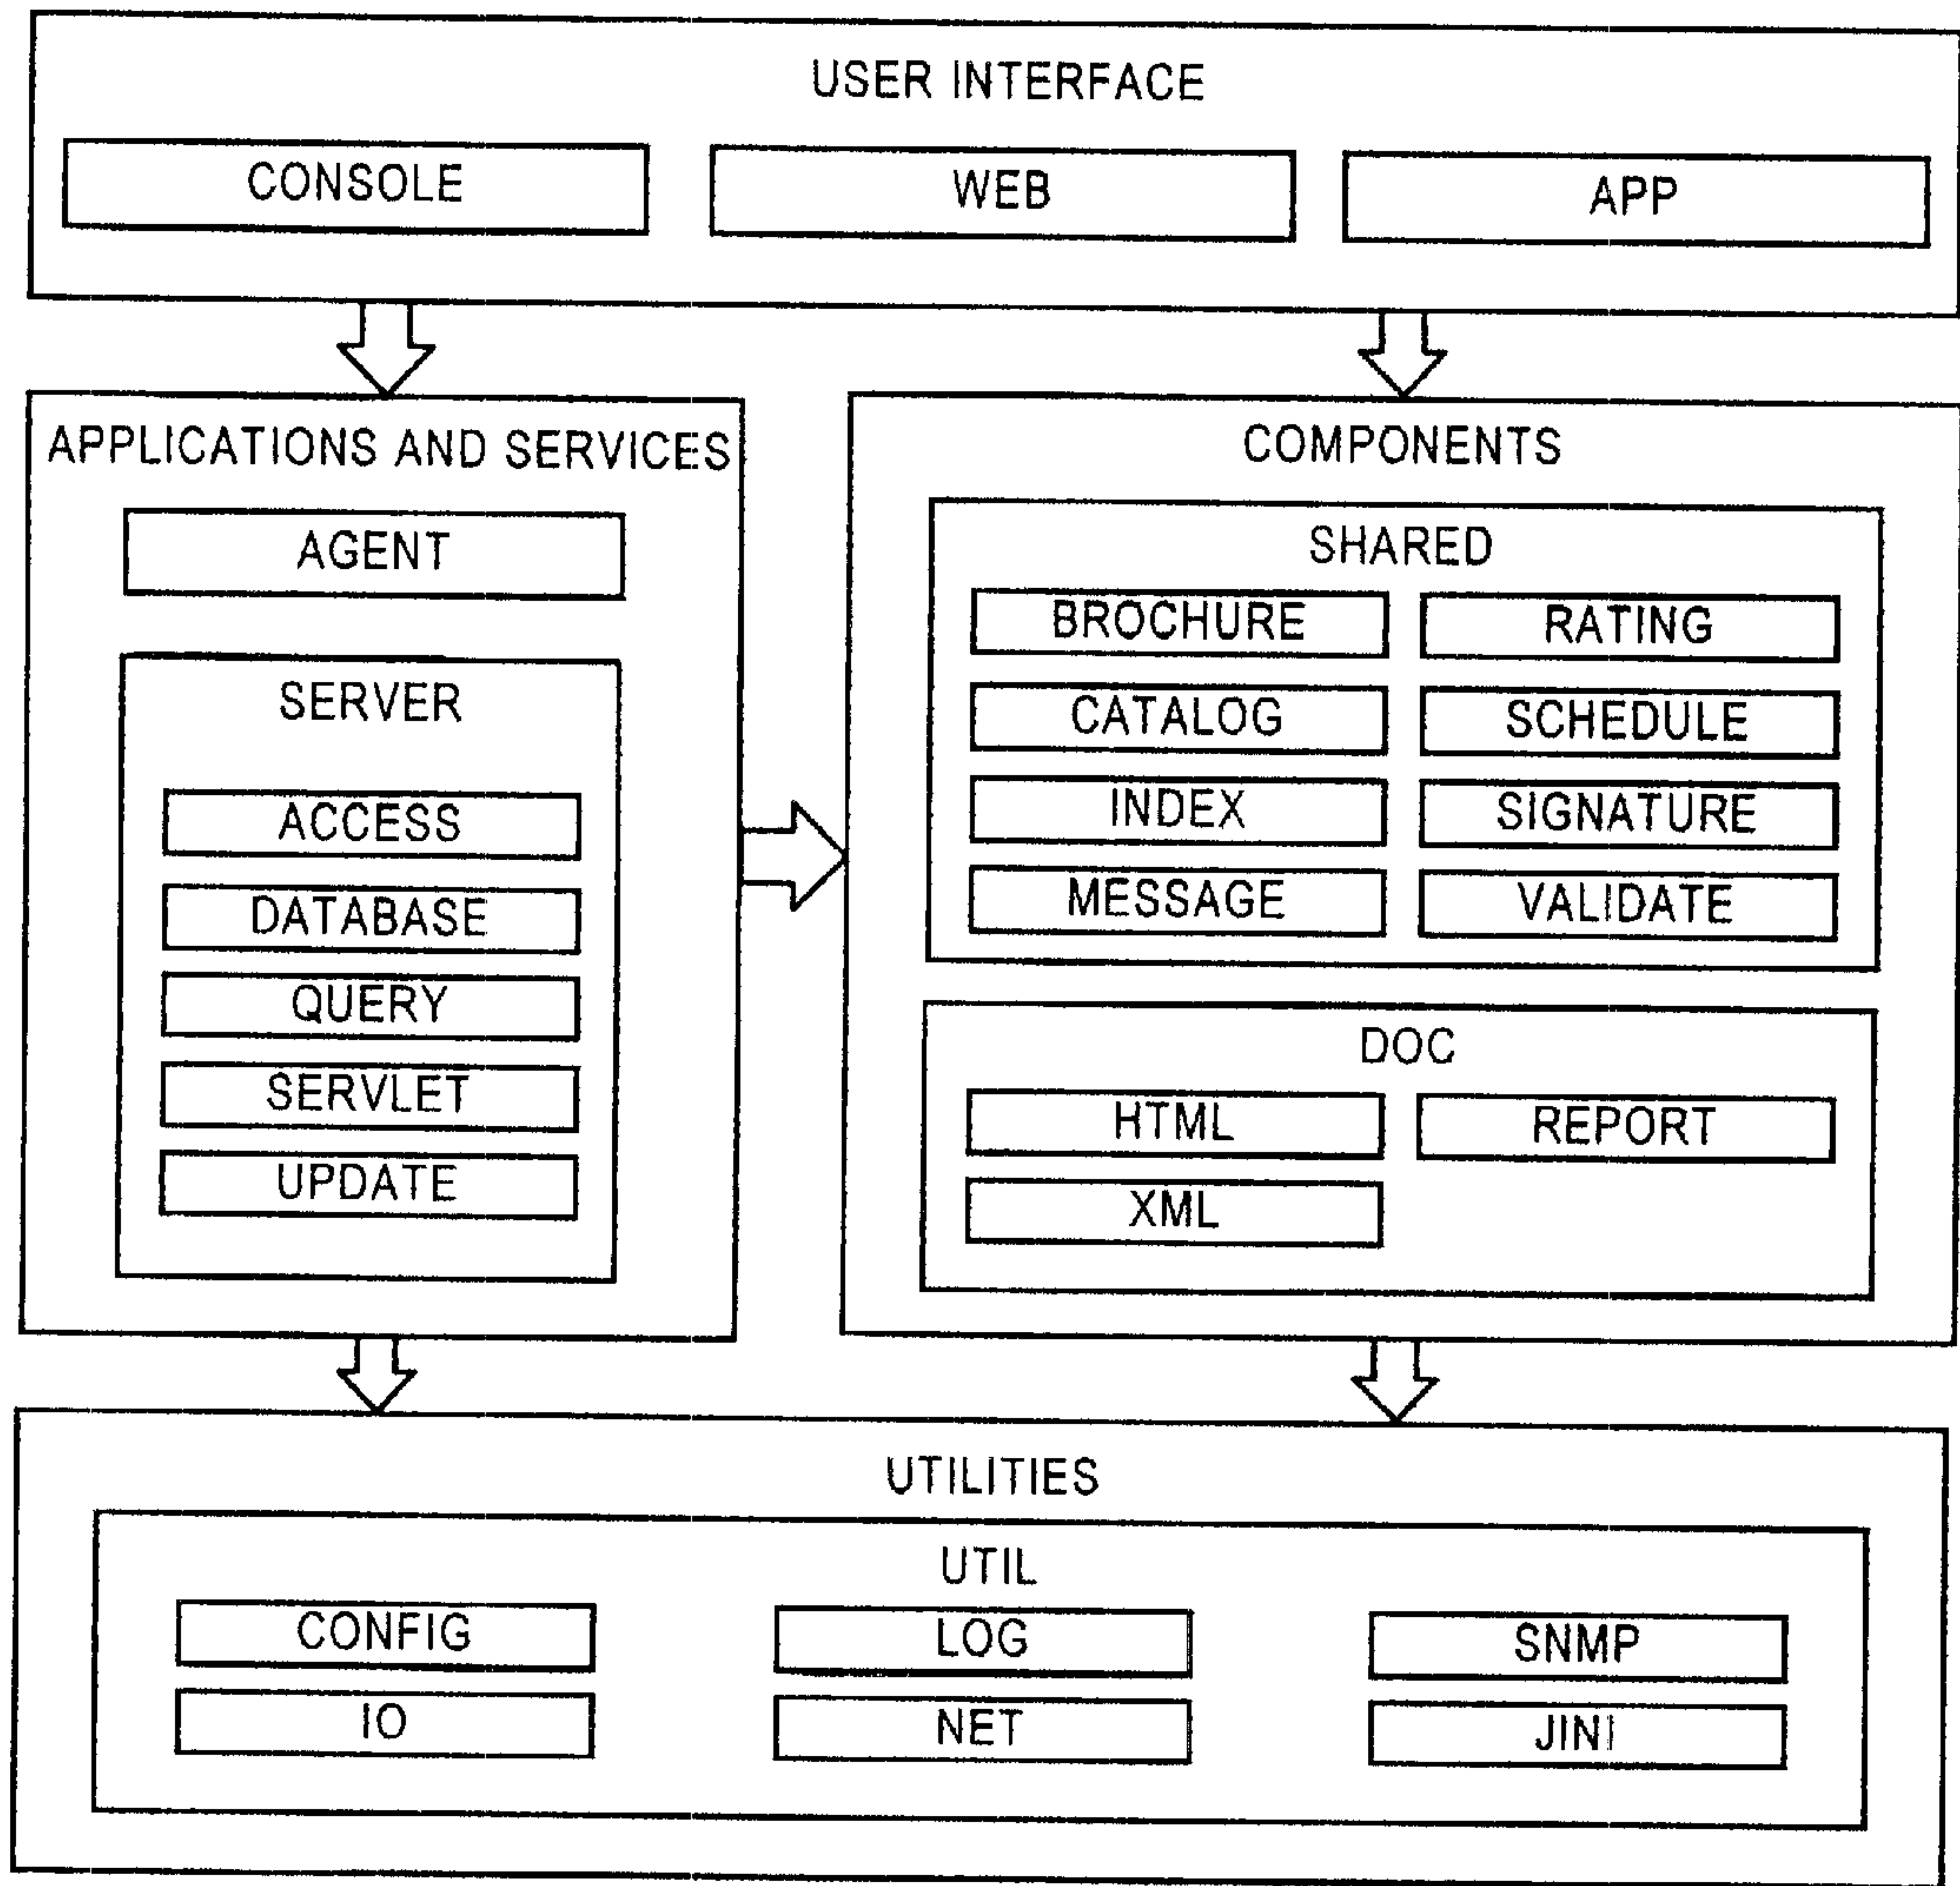 USER INTERFACE
CONSOLE
WEB
APP
APPLICATIONS AND SERVICES
AGENT
SERVER
ACCESS
DATABASE
QUERY
SERVLET
UPDATE
COMPONENTS
SHARED
BROCHURE
RATING
CATALOG
SCHEDULE
INDEX
SIGNATURE
MESSAGE
VALIDATE
DOC
HTML
REPORT
XML
UTILITIES
UTIL
CONFIG
LOG
SNMP
IO
NET
JINI